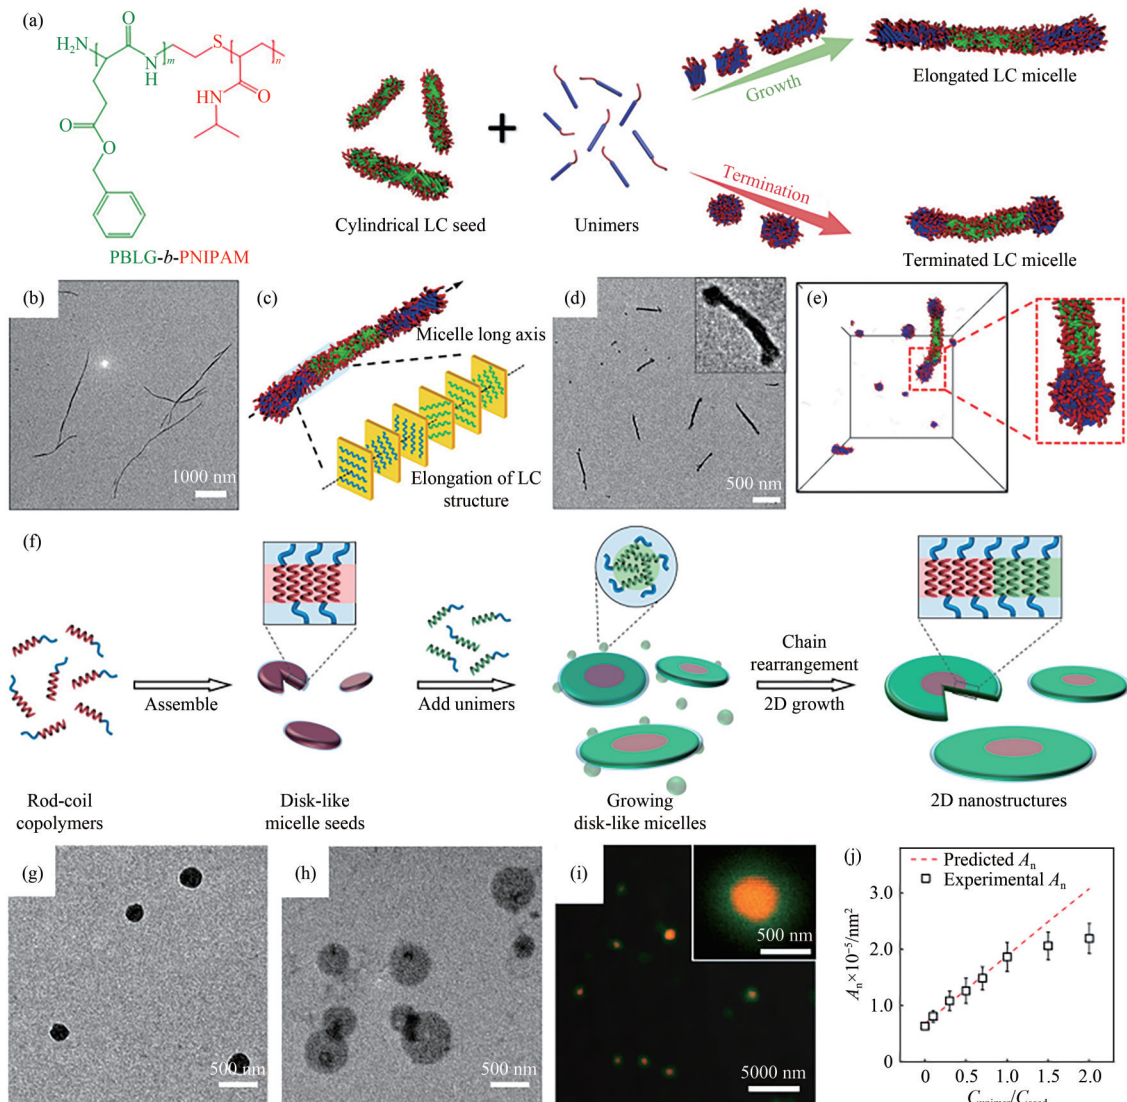 (a)
H₂N
O
H
N
m
S
n
O
N
H
HN
O
O
O
PBLG-b-PNIPAM
Cylindrical LC seed
+
Unimers
Growth
Elongated LC micelle
Termination
Terminated LC micelle
(b)
1000 nm
(c)
Micelle long axis
Elongation of LC
structure
(d)
500 nm
(e)
(f)
Rod-coil
copolymers
Assemble
Disk-like
micelle seeds
Add unimers
Growing
disk-like micelles
Chain
rearrangement
2D growth
2D nanostructures
(g)
500 nm
(h)
500 nm
(i)
500 nm
5000 nm
(j)
Predicted Aₙ
Experimental Aₙ
Aₙ×10⁻⁵/nm²
3.0
2.0
1.0
0
0 0.5 1.0 1.5 2.0